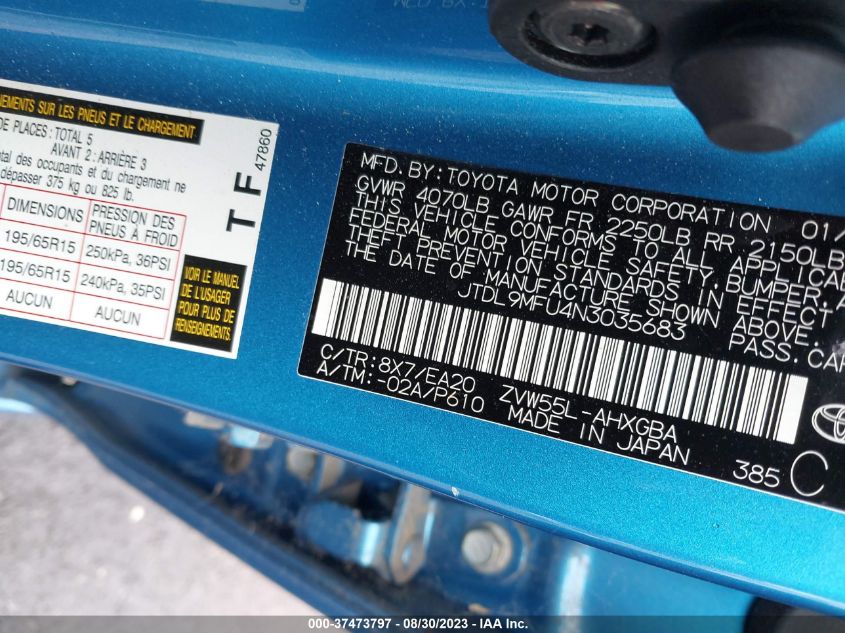 NEMENTS SUR LES PNEUS ET LE CHARGEMENT
DE PLACES : TOTAL 5
AVANT 2 : ARRIÈRE 3
tal des occupants et du chargement ne
dépasser 375 kg ou 825 lb.
DIMENSIONS
PRESSION DES PNEUS À FROID
195/65R15
250kPa, 36PSI
195/65R15
240kPa, 35PSI
AUCUN
AUCUN
T F
47860
VOIR LE MANUEL
DE L'USAGER
POUR PLUS DE
RENSEIGNEMENTS.
MFD. BY: TOYOTA MOTOR CORPORATION 01/
GVWR 4070LB GAWR FR 2250LB RR 2150LB
THIS VEHICLE CONFORMS TO ALL APPLICA
FEDERAL MOTOR VEHICLE SAFETY, BUMPER, A
THEFT PREVENTION STANDARDS IN EFFECT
THE DATE OF MANUFACTURE SHOWN ABOVE
JTDL9MFU4N3035683 PASS. CAR
C/TR: 8X7/EA20 ZVW55L-AHXGBA
A/TM: -02A/P610 MADE IN JAPAN
385 C
000-37473797 - 08/30/2023 - IAA Inc.